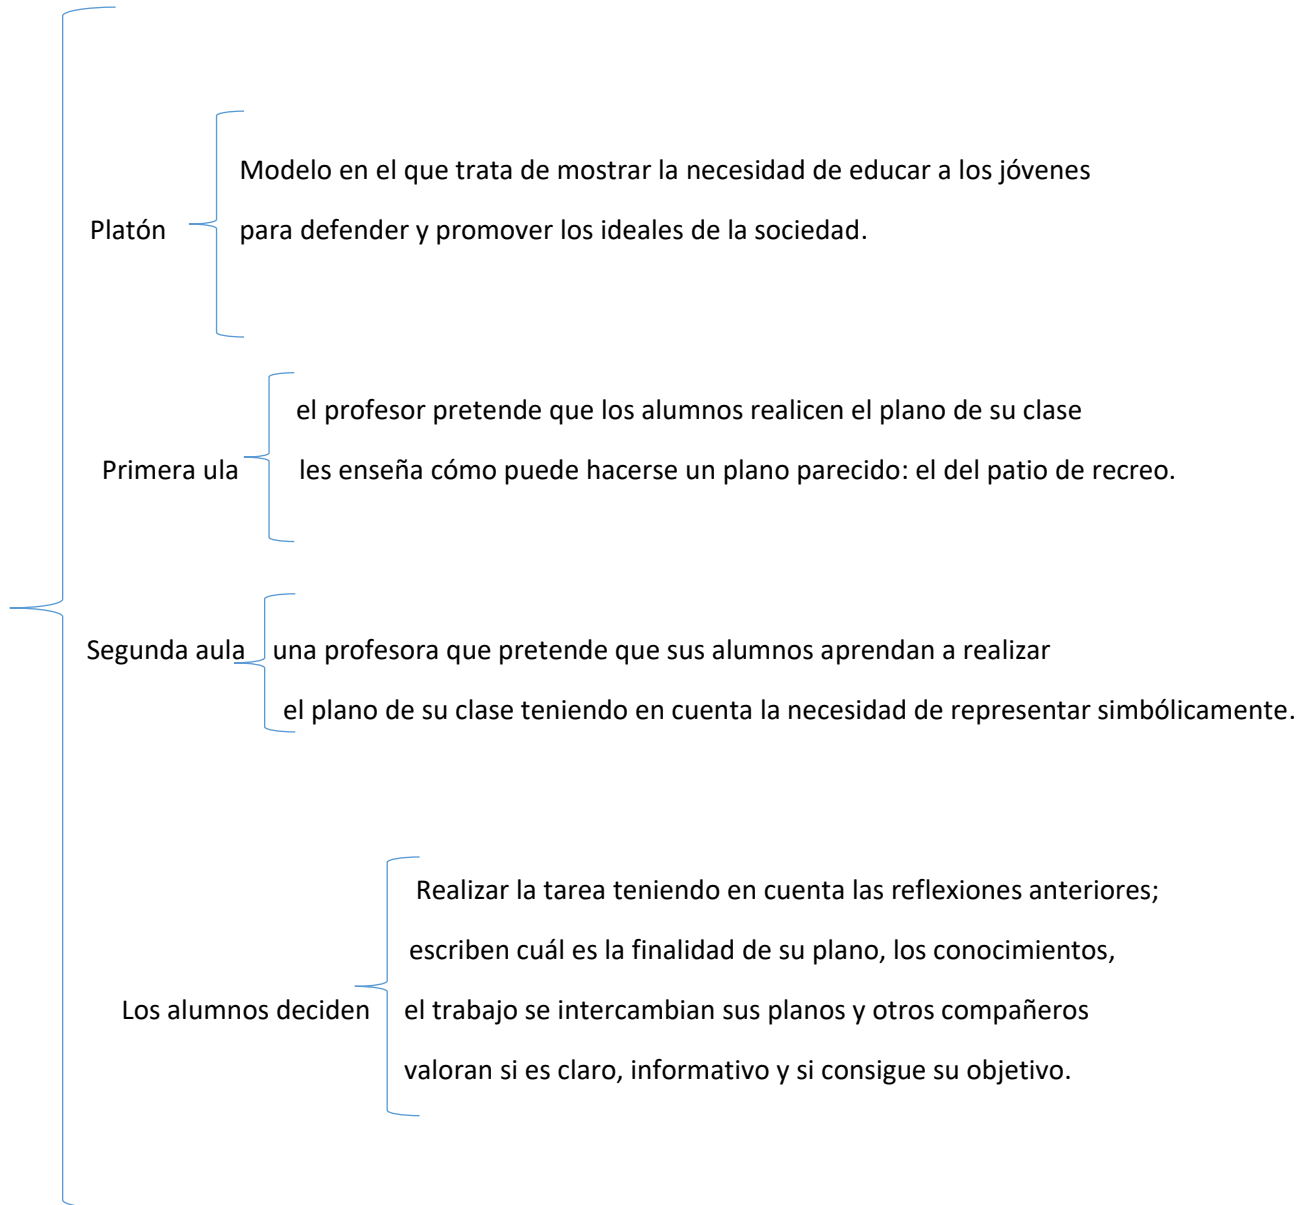 Modelo en el que trata de mostrar la necesidad de educar a los jóvenes
Platón para defender y promover los ideales de la sociedad.
el profesor pretende que los alumnos realicen el plano de su clase
Primera ula les enseña cómo puede hacerse un plano parecido: el del patio de recreo.
Segunda aula una profesora que pretende que sus alumnos aprendan a realizar
el plano de su clase teniendo en cuenta la necesidad de representar simbólicamente.
Realizar la tarea teniendo en cuenta las reflexiones anteriores;
escriben cuál es la finalidad de su plano, los conocimientos,
Los alumnos deciden el trabajo se intercambian sus planos y otros compañeros
valoran si es claro, informativo y si consigue su objetivo.